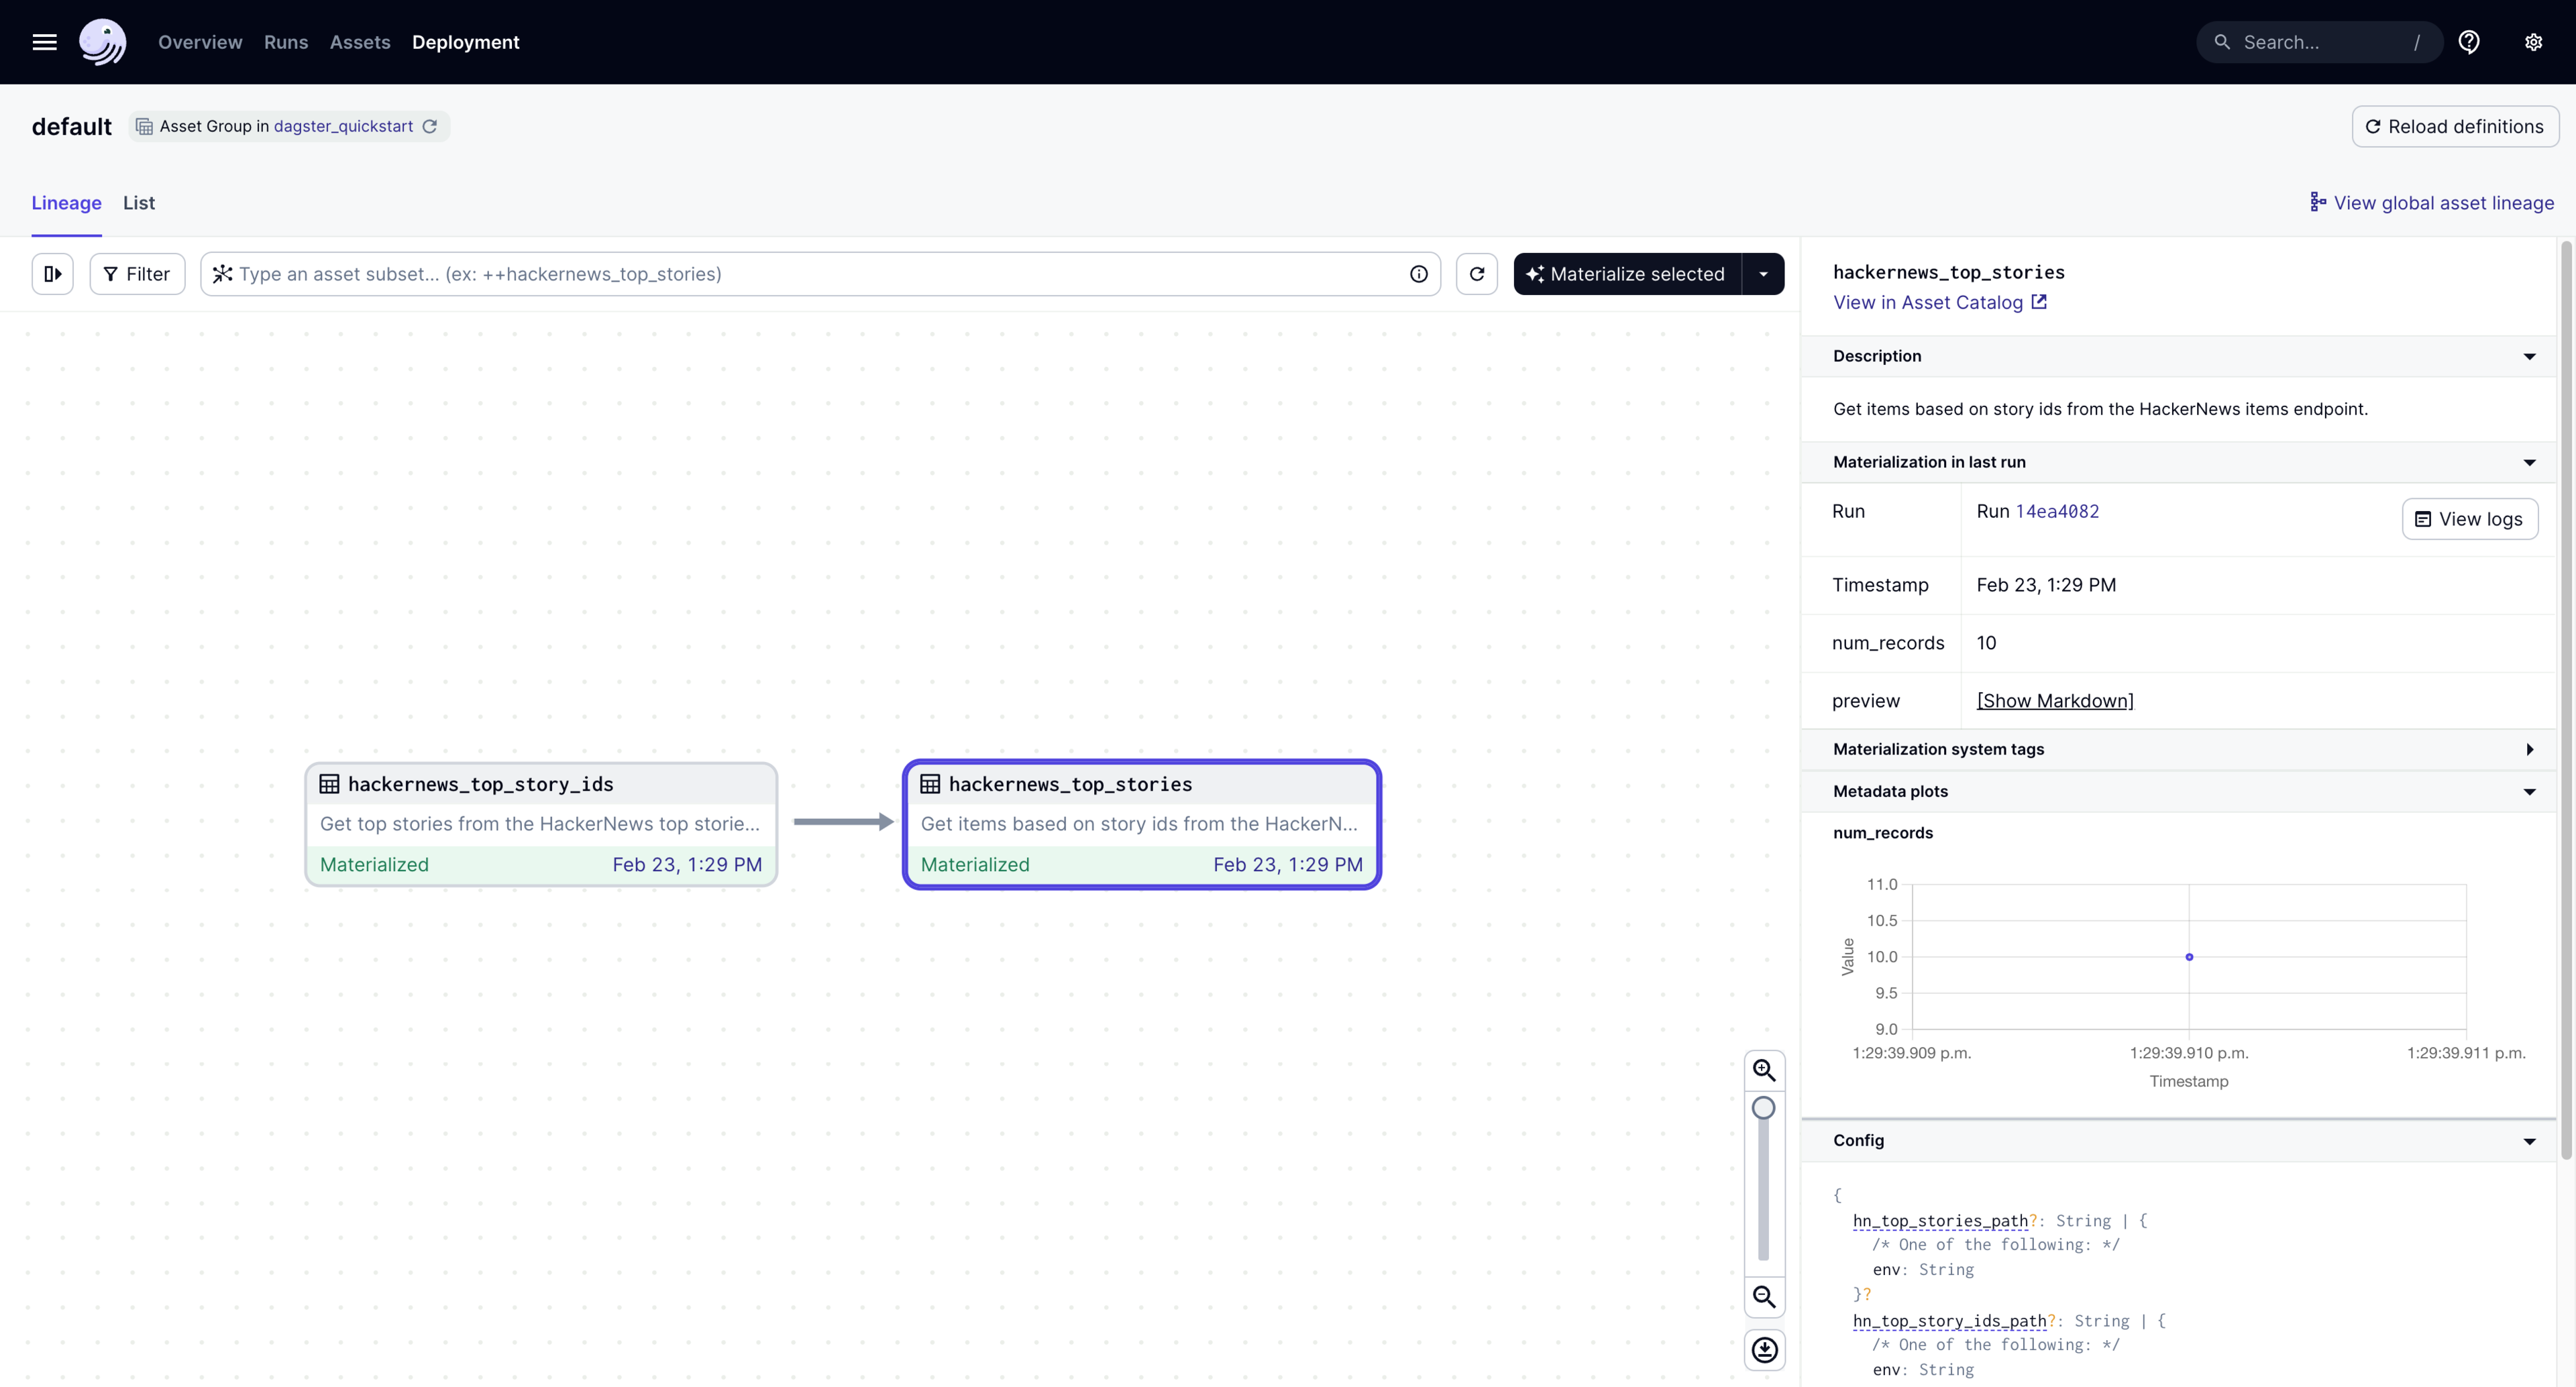 Overview Runs Assets Deployment Search... /
default Asset Group in dagster_quickstart Reload definitions
Lineage List View global asset lineage
Filter Type an asset subset... (ex: ++hackernews_top_stories) Materialize selected
hackernews_top_story_ids
Get top stories from the HackerNews top storie...
Materialized Feb 23, 1:29 PM
hackernews_top_stories
Get items based on story ids from the HackerN...
Materialized Feb 23, 1:29 PM
hackernews_top_stories
View in Asset Catalog
Description
Get items based on story ids from the HackerNews items endpoint.
Materialization in last run
Run Run 14ea4082 View logs
Timestamp Feb 23, 1:29 PM
num_records 10
preview [Show Markdown]
Materialization system tags
Metadata plots
num_records
11.0
10.5
10.0
9.5
9.0
Value
1:29:39.909 p.m. 1:29:39.910 p.m. 1:29:39.911 p.m.
Timestamp
Config
{
hn_top_stories_path?: String | {
/* One of the following: */
env: String
}?
hn_top_story_ids_path?: String | {
/* One of the following: */
env: String